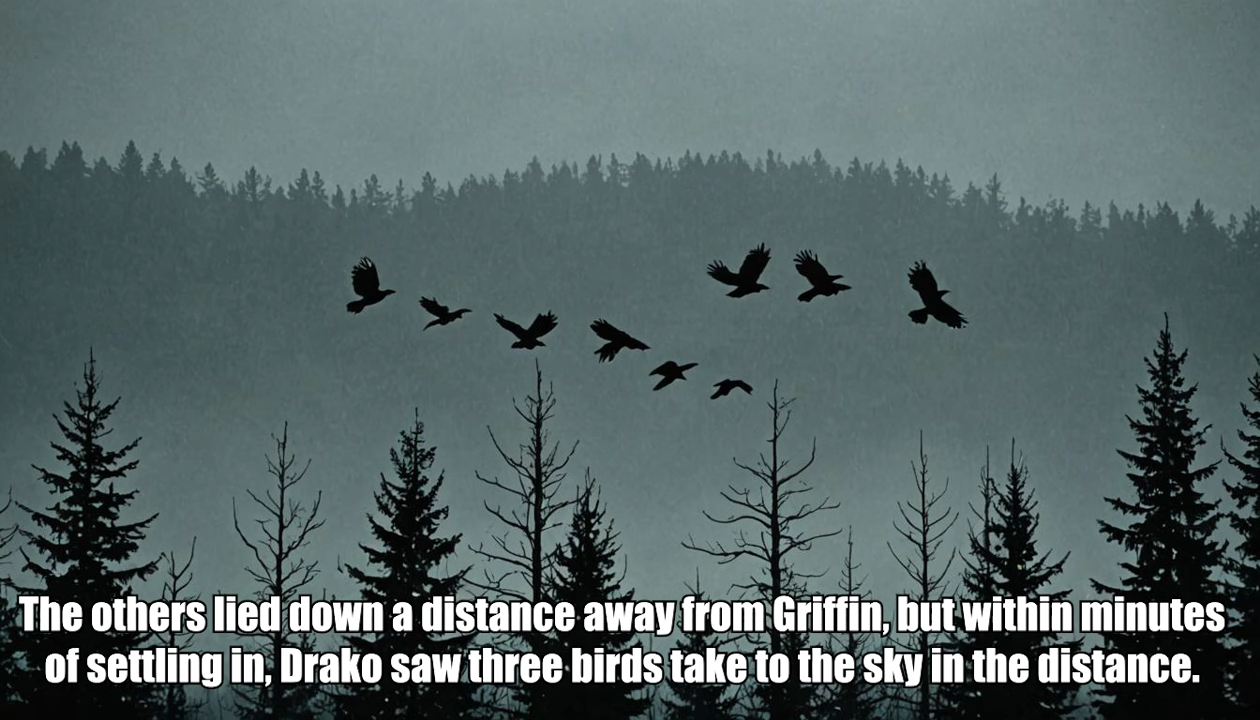 The others lied down a distance away from Griffin, but within minutes
of settling in, Drako saw three birds take to the sky in the distance.